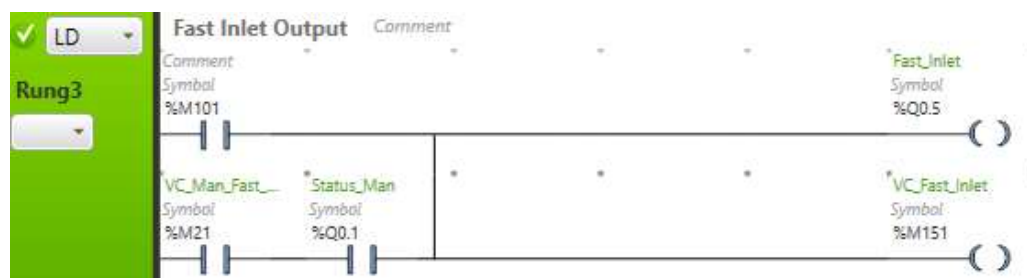 LD
Rung3
Fast Inlet Output Comment
Comment
Symbol
%M101
Fast_Inlet
Symbol
%Q0.5
VC_Man_Fast_... Status_Man
Symbol Symbol
%M21 %Q0.1
VC_Fast_Inlet
Symbol
%M151